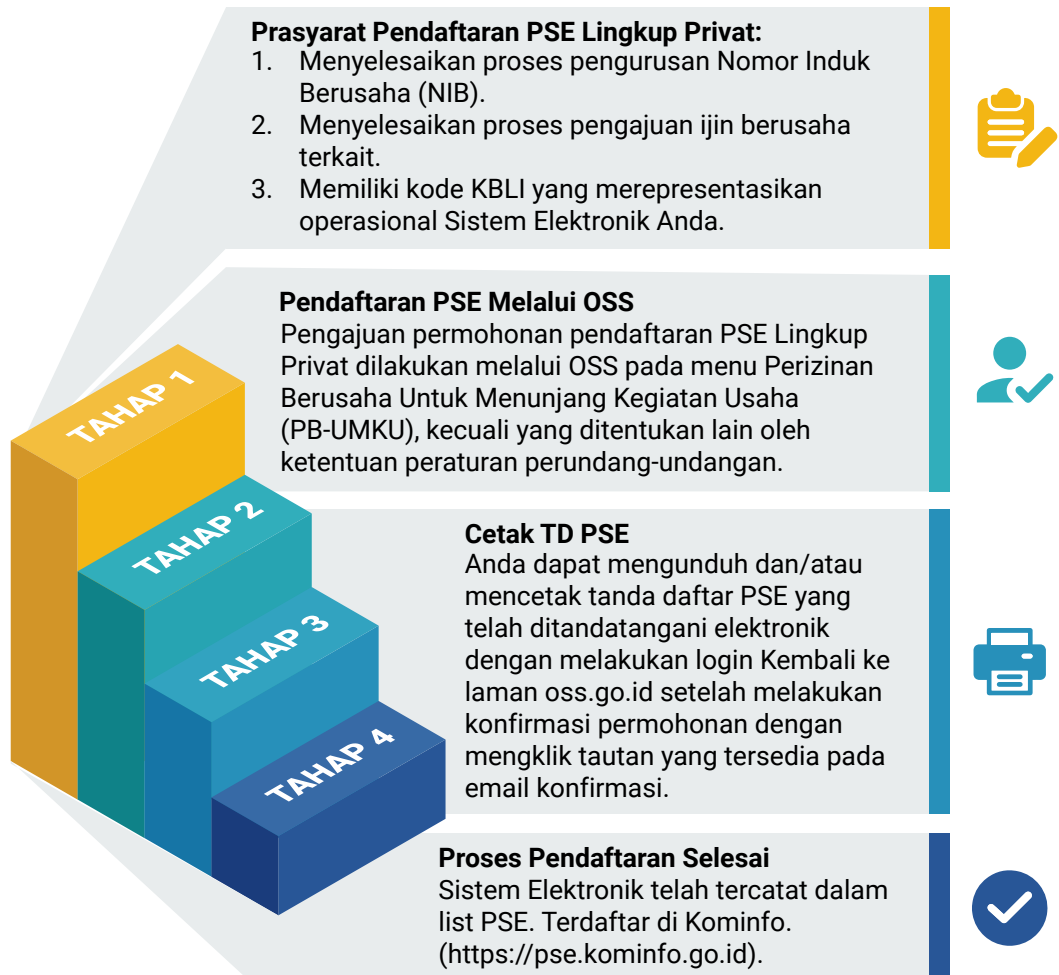 Prasyarat Pendaftaran PSE Lingkup Privat:
1. Menyelesaikan proses pengurusan Nomor Induk
Berusaha (NIB).
2. Menyelesaikan proses pengajuan ijin berusaha
terkait.
3. Memiliki kode KBLI yang merepresentasikan
operasional Sistem Elektronik Anda.
TAHAP 1
Pendaftaran PSE Melalui OSS
Pengajuan permohonan pendaftaran PSE Lingkup
Privat dilakukan melalui OSS pada menu Perizinan
Berusaha Untuk Menunjang Kegiatan Usaha
(PB-UMKU), kecuali yang ditentukan lain oleh
ketentuan peraturan perundang-undangan.
TAHAP 2
Cetak TD PSE
Anda dapat mengunduh dan/atau
mencetak tanda daftar PSE yang
telah ditandatangani elektronik
dengan melakukan login Kembali ke
laman oss.go.id setelah melakukan
konfirmasi permohonan dengan
mengklik tautan yang tersedia pada
email konfirmasi.
TAHAP 3
TAHAP 4
Proses Pendaftaran Selesai
Sistem Elektronik telah tercatat dalam
list PSE. Terdaftar di Kominfo.
(https://pse.kominfo.go.id).